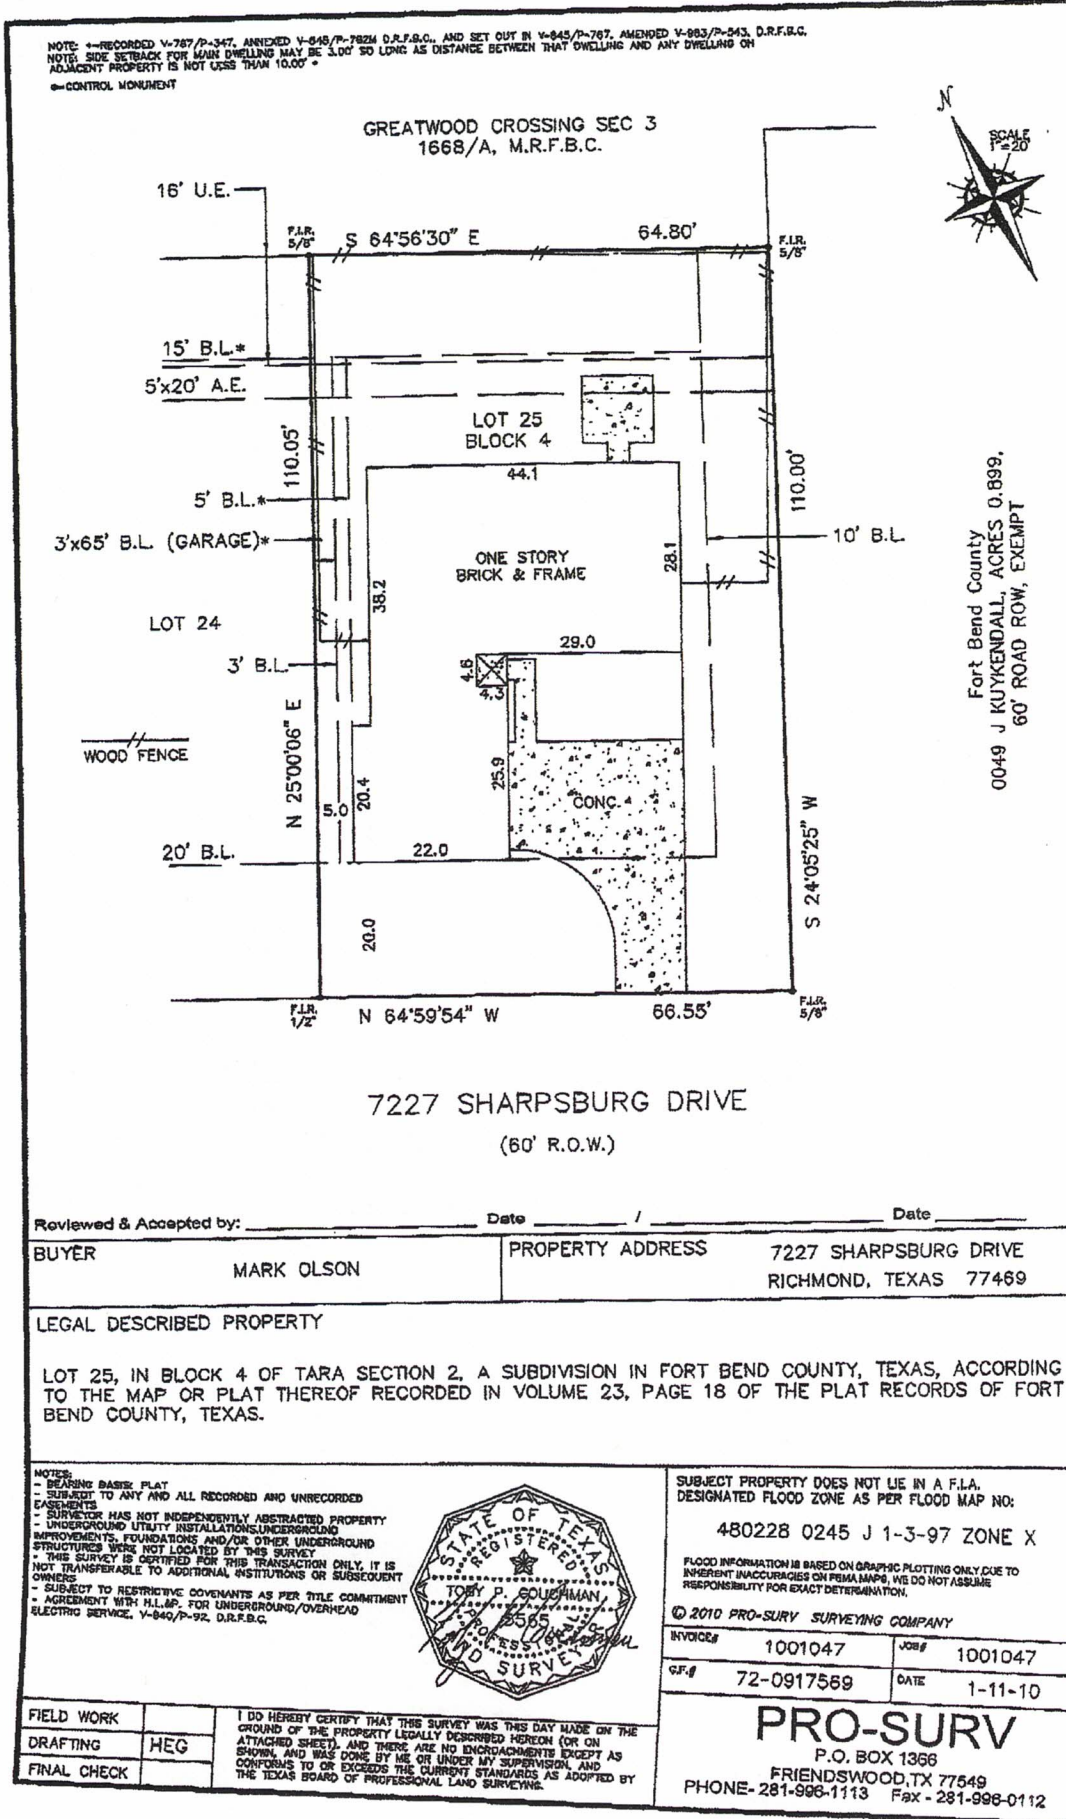 NOTE: *-RECORDED V-787/P-347, ANNEXED V-845/P-762M D.R.F.B.C., AND SET OUT IN V-845/P-767, AMENDED V-983/P-543, D.R.F.B.C.
NOTE: SIDE SETBACK FOR MAIN DWELLING MAY BE 3.00' SO LONG AS DISTANCE BETWEEN THAT DWELLING AND ANY DWELLING ON
ADJACENT PROPERTY IS NOT LESS THAN 10.00' *
=CONTROL MONUMENT
GREATWOOD CROSSING SEC 3
1668/A, M.R.F.B.C.
N
SCALE
1"=20'
16' U.E.
F.I.R.
5/8"
S 64°56'30" E
64.80'
F.I.R.
5/8"
15' B.L.*
5'x20' A.E.
LOT 25
BLOCK 4
110.05'
110.00'
44.1
5' B.L.*
3'x65' B.L. (GARAGE)*
10' B.L.
ONE STORY
BRICK & FRAME
28.1
38.2
Fort Bend County
0049 J KUYKENDALL, ACRES 0.899,
60' ROAD ROW, EXEMPT
LOT 24
29.0
3' B.L.
4.6
4.3
WOOD FENCE
N 25°00'06" E
25.9
20.4
5.0
CONC.
S 24°05'25" W
20' B.L.
22.0
20.0
F.I.R.
1/2"
N 64°59'54" W
66.55'
F.I.R.
5/8"
7227 SHARPSBURG DRIVE
(60' R.O.W.)
Reviewed & Accepted by: Date / Date
BUYER
MARK OLSON
PROPERTY ADDRESS
7227 SHARPSBURG DRIVE
RICHMOND, TEXAS 77469
LEGAL DESCRIBED PROPERTY
LOT 25, IN BLOCK 4 OF TARA SECTION 2, A SUBDIVISION IN FORT BEND COUNTY, TEXAS, ACCORDING
TO THE MAP OR PLAT THEREOF RECORDED IN VOLUME 23, PAGE 18 OF THE PLAT RECORDS OF FORT
BEND COUNTY, TEXAS.
NOTES:
- BEARING BASIS: PLAT
- SUBJECT TO ANY AND ALL RECORDED AND UNRECORDED
EASEMENTS
- SURVEYOR HAS NOT INDEPENDENTLY ABSTRACTED PROPERTY
- UNDERGROUND UTILITY INSTALLATIONS,UNDERGROUND
IMPROVEMENTS, FOUNDATIONS AND/OR OTHER UNDERGROUND
STRUCTURES WERE NOT LOCATED BY THIS SURVEY
- THIS SURVEY IS CERTIFIED FOR THIS TRANSACTION ONLY, IT IS
NOT TRANSFERABLE TO ADDITIONAL INSTITUTIONS OR SUBSEQUENT
OWNERS
- SUBJECT TO RESTRICTIVE COVENANTS AS PER TITLE COMMITMENT
- AGREEMENT WITH H.L.&P. FOR UNDERGROUND/OVERHEAD
ELECTRIC SERVICE, V-840/P-92, D.R.F.B.C.
STATE OF TEXAS
REGISTERED
TOBY P. COUCHMAN
5565
PROFESSIONAL
LAND SURVEYOR
SUBJECT PROPERTY DOES NOT LIE IN A F.I.A.
DESIGNATED FLOOD ZONE AS PER FLOOD MAP NO:
480228 0245 J 1-3-97 ZONE X
FLOOD INFORMATION IS BASED ON GRAPHIC PLOTTING ONLY,DUE TO
INHERENT INACCURACIES ON FEMA MAPS, WE DO NOT ASSUME
RESPONSIBILITY FOR EXACT DETERMINATION.
© 2010 PRO-SURV SURVEYING COMPANY
INVOICE# 1001047 JOB# 1001047
G.F.# 72-0917569 DATE 1-11-10
FIELD WORK
DRAFTING HEG
FINAL CHECK
I DO HEREBY CERTIFY THAT THIS SURVEY WAS THIS DAY MADE ON THE
GROUND OF THE PROPERTY LEGALLY DESCRIBED HEREON (OR ON
ATTACHED SHEET), AND THERE ARE NO ENCROACHMENTS EXCEPT AS
SHOWN, AND WAS DONE BY ME OR UNDER MY SUPERVISION, AND
CONFORMS TO OR EXCEEDS THE CURRENT STANDARDS AS ADOPTED BY
THE TEXAS BOARD OF PROFESSIONAL LAND SURVEYING.
PRO-SURV
P.O. BOX 1366
FRIENDSWOOD,TX 77549
PHONE- 281-996-1113 Fax - 281-996-0112